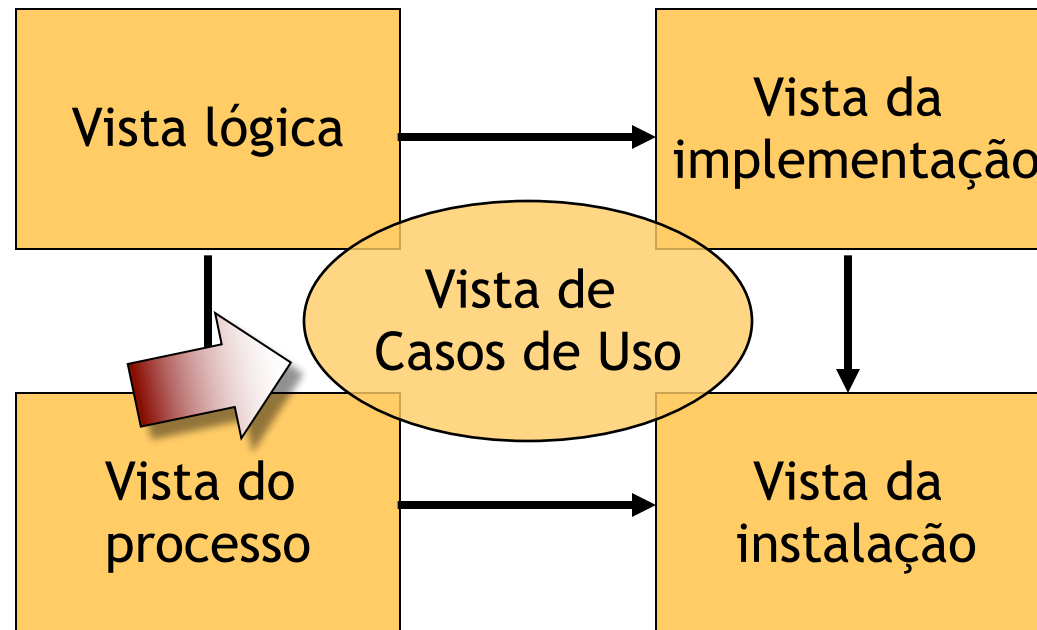 Vista lógica
Vista da
implementação
Vista de
Casos de Uso
Vista do
processo
Vista da
instalação